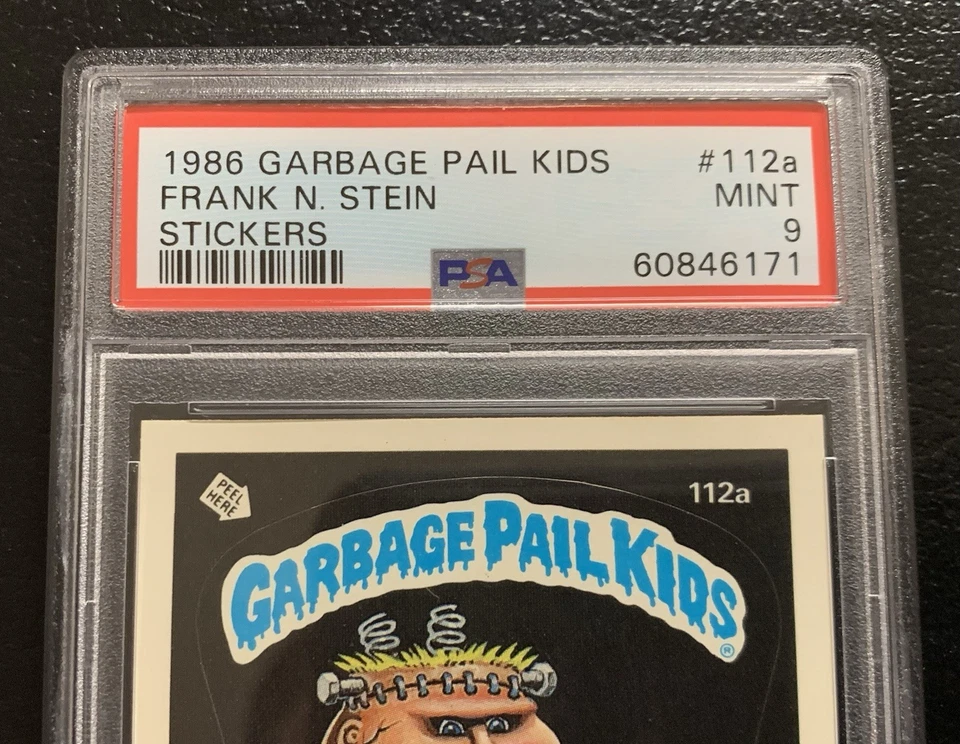 1986 GARBAGE PAIL KIDS #112a
FRANK N. STEIN MINT
STICKERS 9
PSA 60846171
PEEL
HERE
112a
GARBAGE PAIL KIDS ®